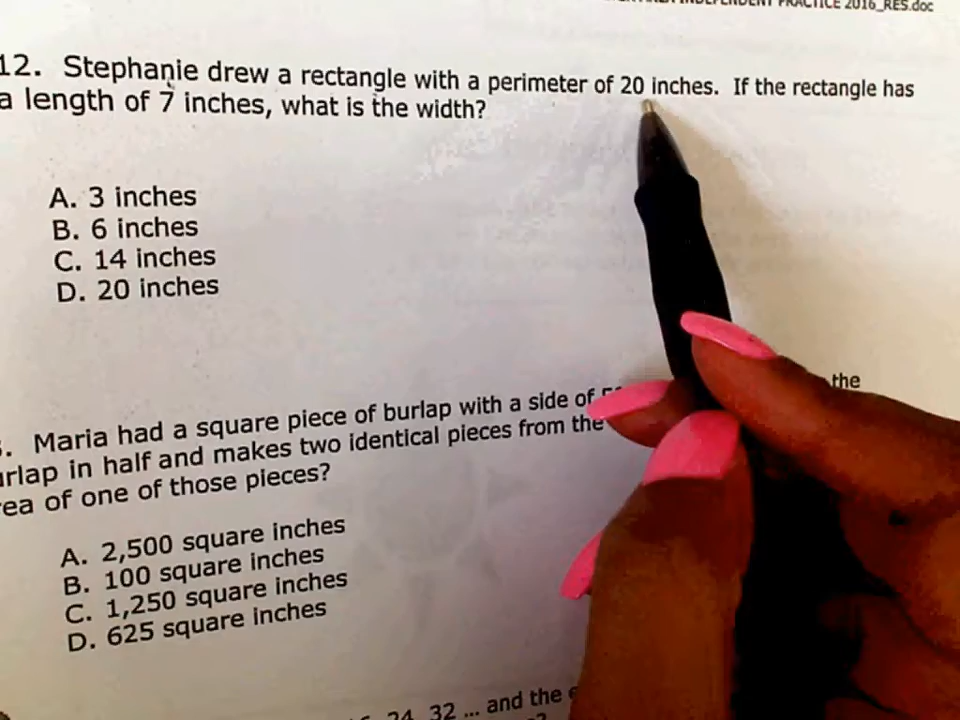 INDEPENDENT PRACTICE 2016_RES.doc
12. Stephanie drew a rectangle with a perimeter of 20 inches. If the rectangle has
a length of 7 inches, what is the width?
A. 3 inches
B. 6 inches
C. 14 inches
D. 20 inches
. Maria had a square piece of burlap with a side of the
in half and makes two identical pieces from the
of one of those pieces?
A. 2,500 square inches
B. 100 square inches
C. 1,250 square inches
D. 625 square inches
24, 32 ... and the